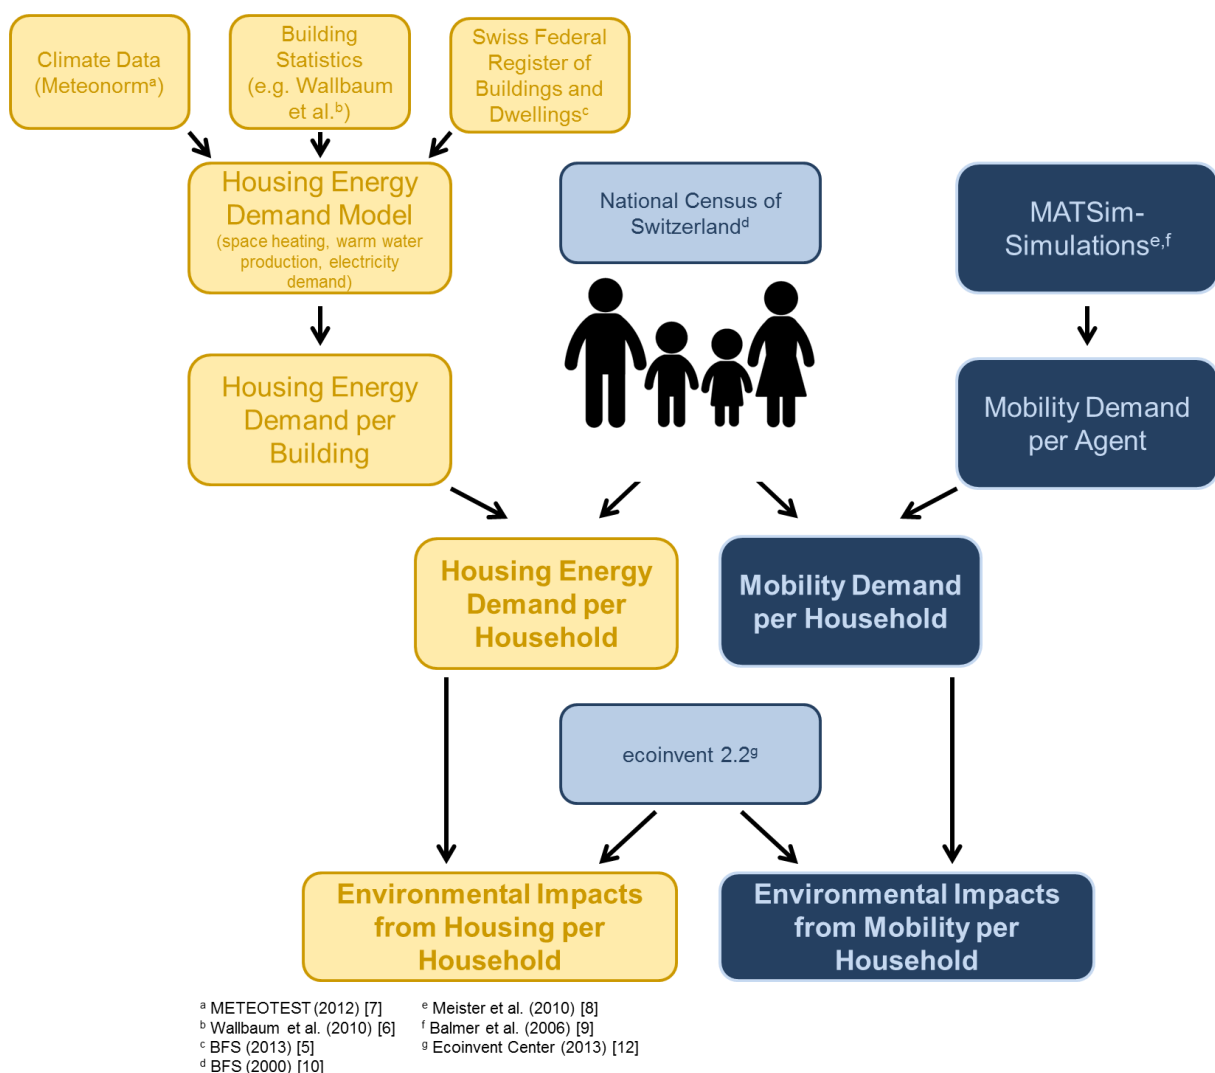 Climate Data
(Meteonormᵃ)
Building
Statistics
(e.g. Wallbaum
et al.ᵇ)
Swiss Federal
Register of
Buildings and
Dwellingsᶜ
Housing Energy
Demand Model
(space heating, warm water
production, electricity
demand)
National Census of
Switzerlandᵈ
MATSim-
Simulationsᵉ,ᶠ
Housing Energy
Demand per
Building
Mobility Demand
per Agent
Housing Energy
Demand per
Household
Mobility Demand
per Household
ecoinvent 2.2ᵍ
Environmental Impacts
from Housing per
Household
Environmental Impacts
from Mobility per
Household
ᵃ METEOTEST (2012) [7]
ᵇ Wallbaum et al. (2010) [6]
ᶜ BFS (2013) [5]
ᵈ BFS (2000) [10]
ᵉ Meister et al. (2010) [8]
ᶠ Balmer et al. (2006) [9]
ᵍ Ecoinvent Center (2013) [12]